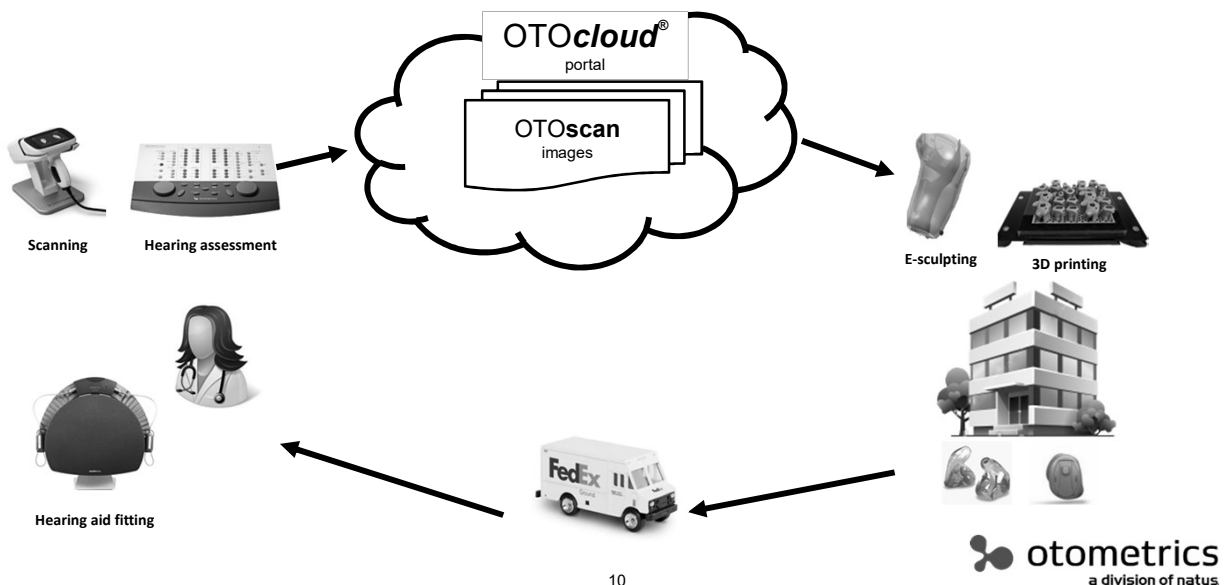 OTOcloud®
portal
OTOscan
images
Scanning
Hearing assessment
E-sculpting
3D printing
Hearing aid fitting
FedEx
Ground
otometrics
a division of natus
10